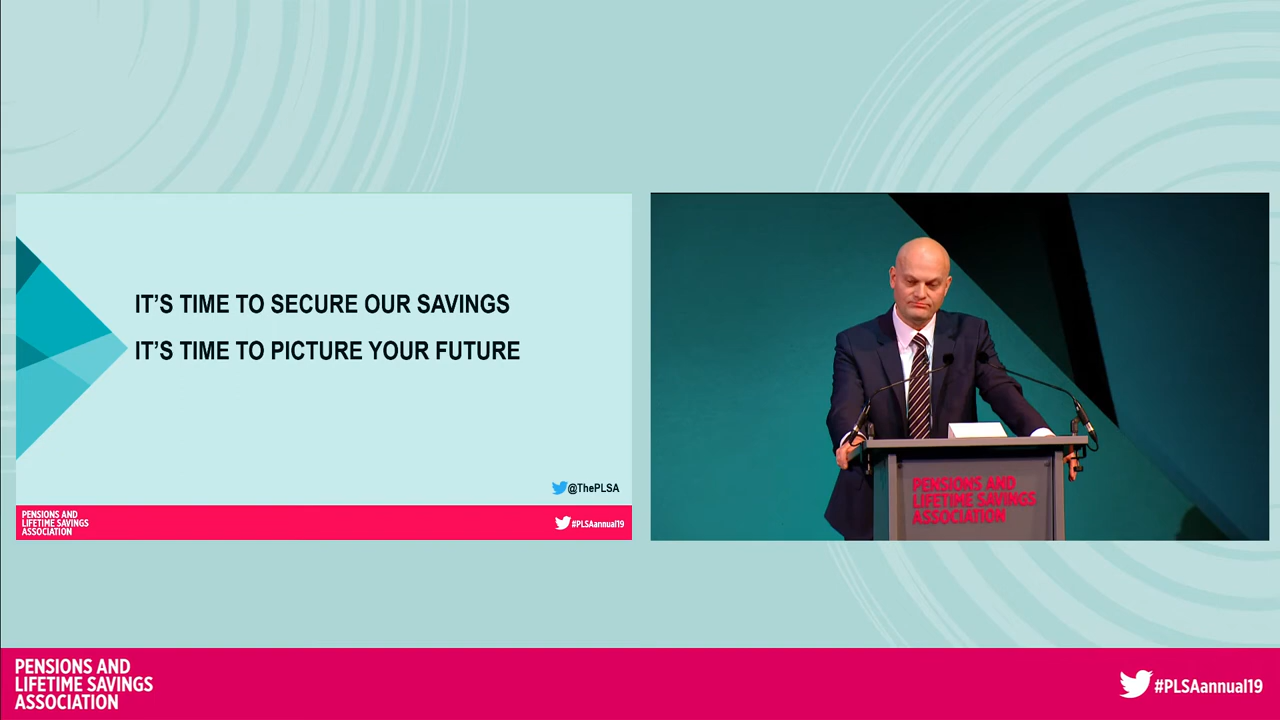 IT'S TIME TO SECURE OUR SAVINGS
IT'S TIME TO PICTURE YOUR FUTURE
@ThePLSA
PENSIONS AND
LIFETIME SAVINGS
ASSOCIATION
#PLSAannual19
PENSIONS AND
LIFETIME SAVINGS
ASSOCIATION
PENSIONS AND
LIFETIME SAVINGS
ASSOCIATION
#PLSAannual19